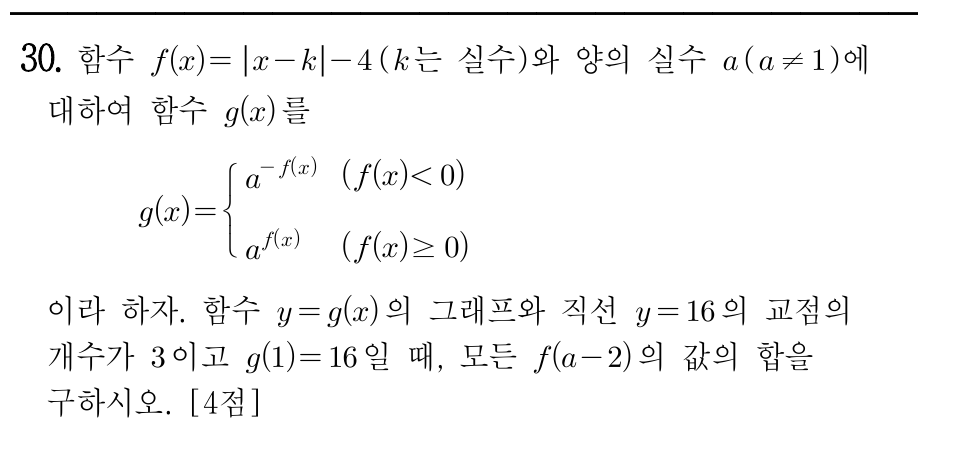 30. 함수 f(x)=|x-k|-4(k는 실수)와 양의 실수 a(a≠1)에
대하여 함수 g(x)를
g(x)={ a^{-f(x)} (f(x)<0)
a^{f(x)} (f(x)≥0)
이라 하자. 함수 y=g(x)의 그래프와 직선 y=16의 교점의
개수가 3이고 g(1)=16일 때, 모든 f(a-2)의 값의 합을
구하시오. [4점]